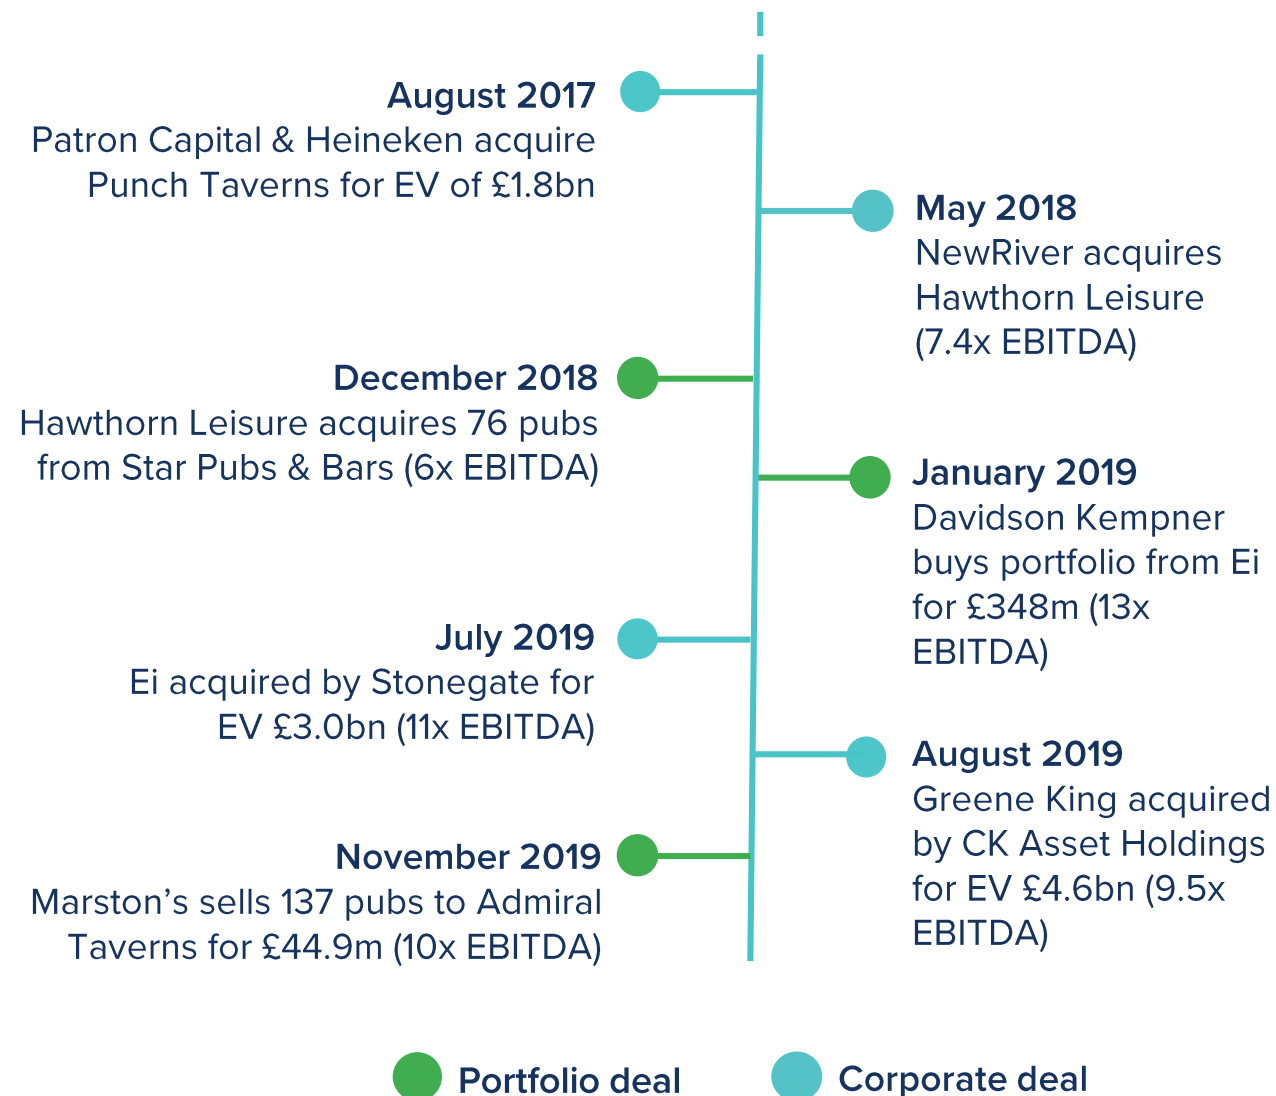 August 2017
Patron Capital & Heineken acquire
Punch Taverns for EV of £1.8bn
May 2018
NewRiver acquires
Hawthorn Leisure
(7.4x EBITDA)
December 2018
Hawthorn Leisure acquires 76 pubs
from Star Pubs & Bars (6x EBITDA)
January 2019
Davidson Kempner
buys portfolio from Ei
for £348m (13x
EBITDA)
July 2019
Ei acquired by Stonegate for
EV £3.0bn (11x EBITDA)
August 2019
Greene King acquired
by CK Asset Holdings
for EV £4.6bn (9.5x
EBITDA)
November 2019
Marston’s sells 137 pubs to Admiral
Taverns for £44.9m (10x EBITDA)
Portfolio deal
Corporate deal